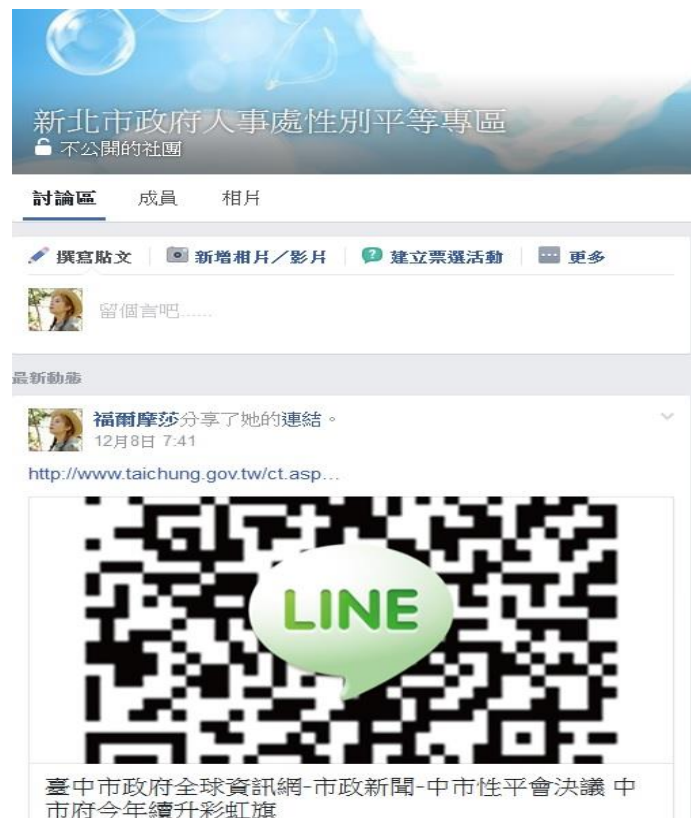 新北市政府人事處性別平等專區
不公開的社團
討論區 成員 相片
撰寫貼文 新增相片／影片 建立票選活動 更多
留個言吧......
最新動態
福爾摩莎分享了她的連結。
12月8日 7:41
http://www.taichung.gov.tw/ct.asp...
LINE
臺中市政府全球資訊網-市政新聞-中市性平會決議 中
市府今年續升彩虹旗